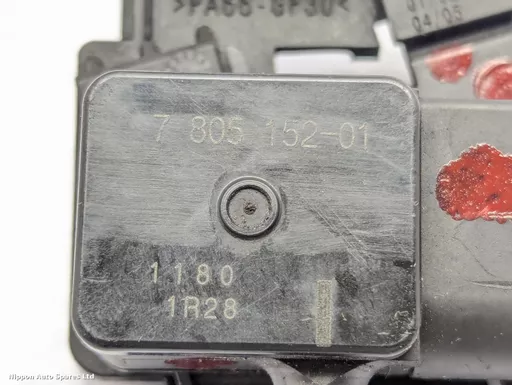 >PA66-GF30<
04/05
7 805 152-01
1180
1R28
Nippon Auto Spares Ltd